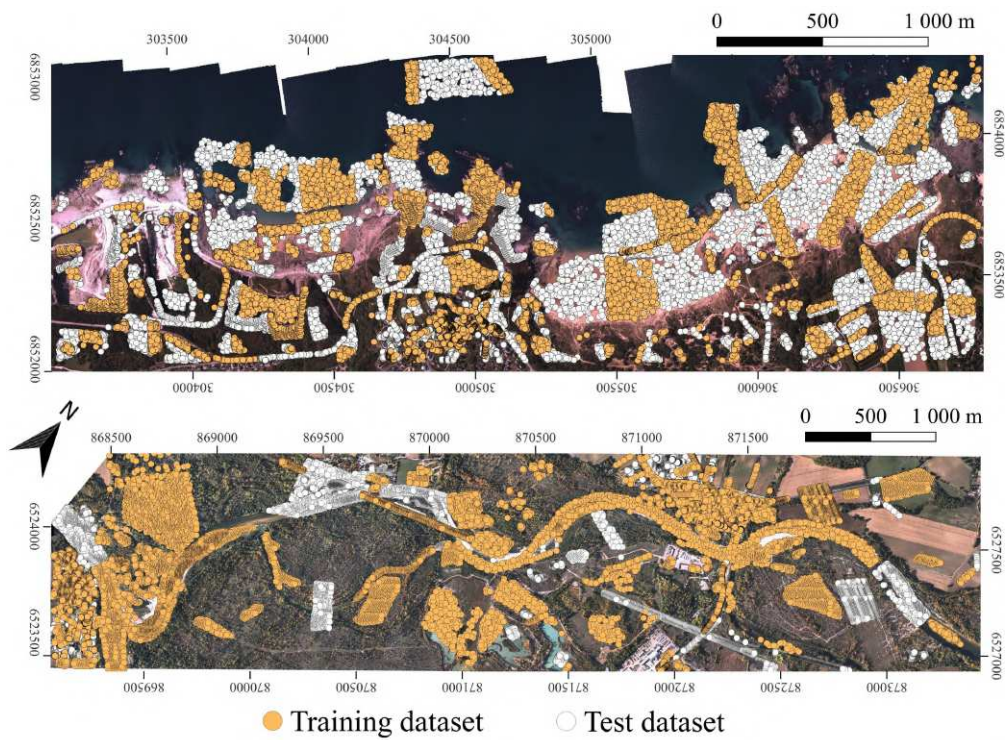 0 500 1 000 m
303500 304000 304500 305000
6853000 6854000
6852500 6853500
6852000
304000 304500 305000 305500 306000 306500
N
0 500 1 000 m
868500 869000 869500 870000 870500 871000 871500
6524000 6527500
6523500 6527000
869500 870000 870500 871000 871500 872000 872500 873000
Training dataset Test dataset